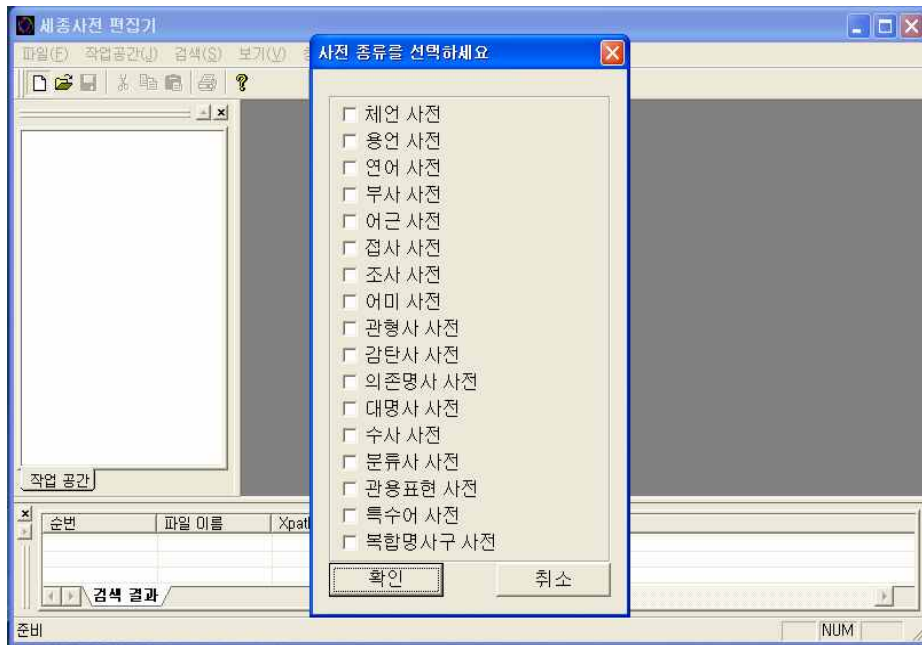 세종사전 편집기
파일(F) 작업공간(J) 검색(S) 보기(V)
사전 종류를 선택하세요
체언 사전
용언 사전
연어 사전
부사 사전
어근 사전
접사 사전
조사 사전
어미 사전
관형사 사전
감탄사 사전
의존명사 사전
대명사 사전
수사 사전
분류사 사전
관용표현 사전
특수어 사전
복합명사구 사전
확인 취소
작업 공간
순번 파일 이름 Xpat
검색 결과
준비 NUM